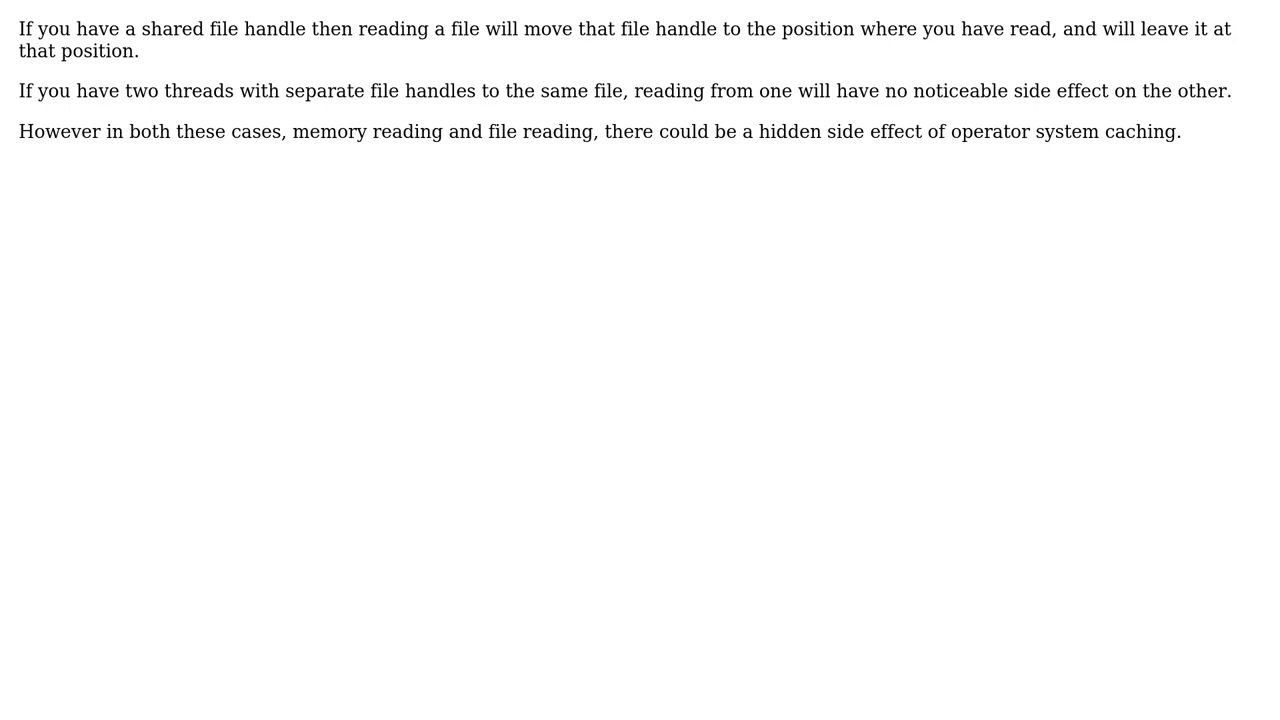 If you have a shared file handle then reading a file will move that file handle to the position where you have read, and will leave it at
that position.
If you have two threads with separate file handles to the same file, reading from one will have no noticeable side effect on the other.
However in both these cases, memory reading and file reading, there could be a hidden side effect of operator system caching.